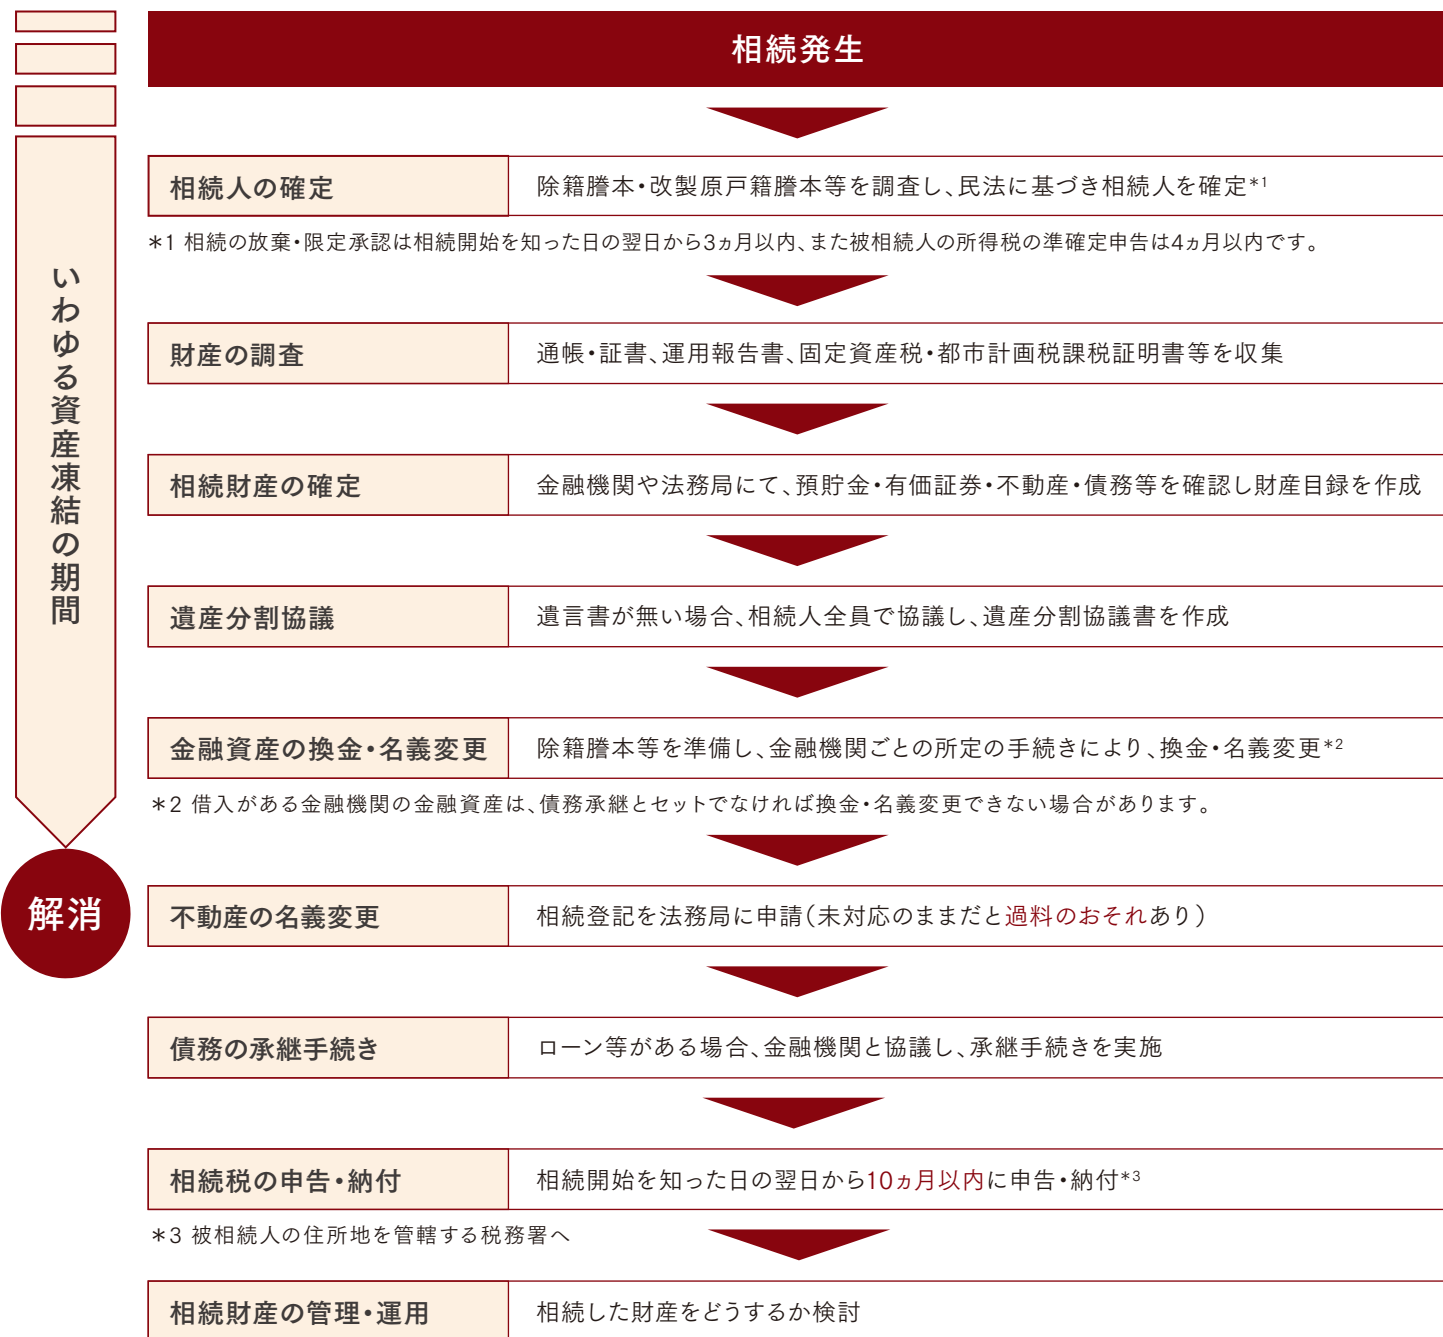 相続発生
いわゆる資産凍結の期間
解消
相続人の確定
除籍謄本・改製原戸籍謄本等を調査し、民法に基づき相続人を確定*1
*1 相続の放棄・限定承認は相続開始を知った日の翌日から3ヵ月以内、また被相続人の所得税の準確定申告は4ヵ月以内です。
財産の調査
通帳・証書、運用報告書、固定資産税・都市計画税課税証明書等を収集
相続財産の確定
金融機関や法務局にて、預貯金・有価証券・不動産・債務等を確認し財産目録を作成
遺産分割協議
遺言書が無い場合、相続人全員で協議し、遺産分割協議書を作成
金融資産の換金・名義変更
除籍謄本等を準備し、金融機関ごとの所定の手続きにより、換金・名義変更*2
*2 借入がある金融機関の金融資産は、債務承継とセットでなければ換金・名義変更できない場合があります。
不動産の名義変更
相続登記を法務局に申請(未対応のままだと過料のおそれあり)
債務の承継手続き
ローン等がある場合、金融機関と協議し、承継手続きを実施
相続税の申告・納付
相続開始を知った日の翌日から10ヵ月以内に申告・納付*3
*3 被相続人の住所地を管轄する税務署へ
相続財産の管理・運用
相続した財産をどうするか検討